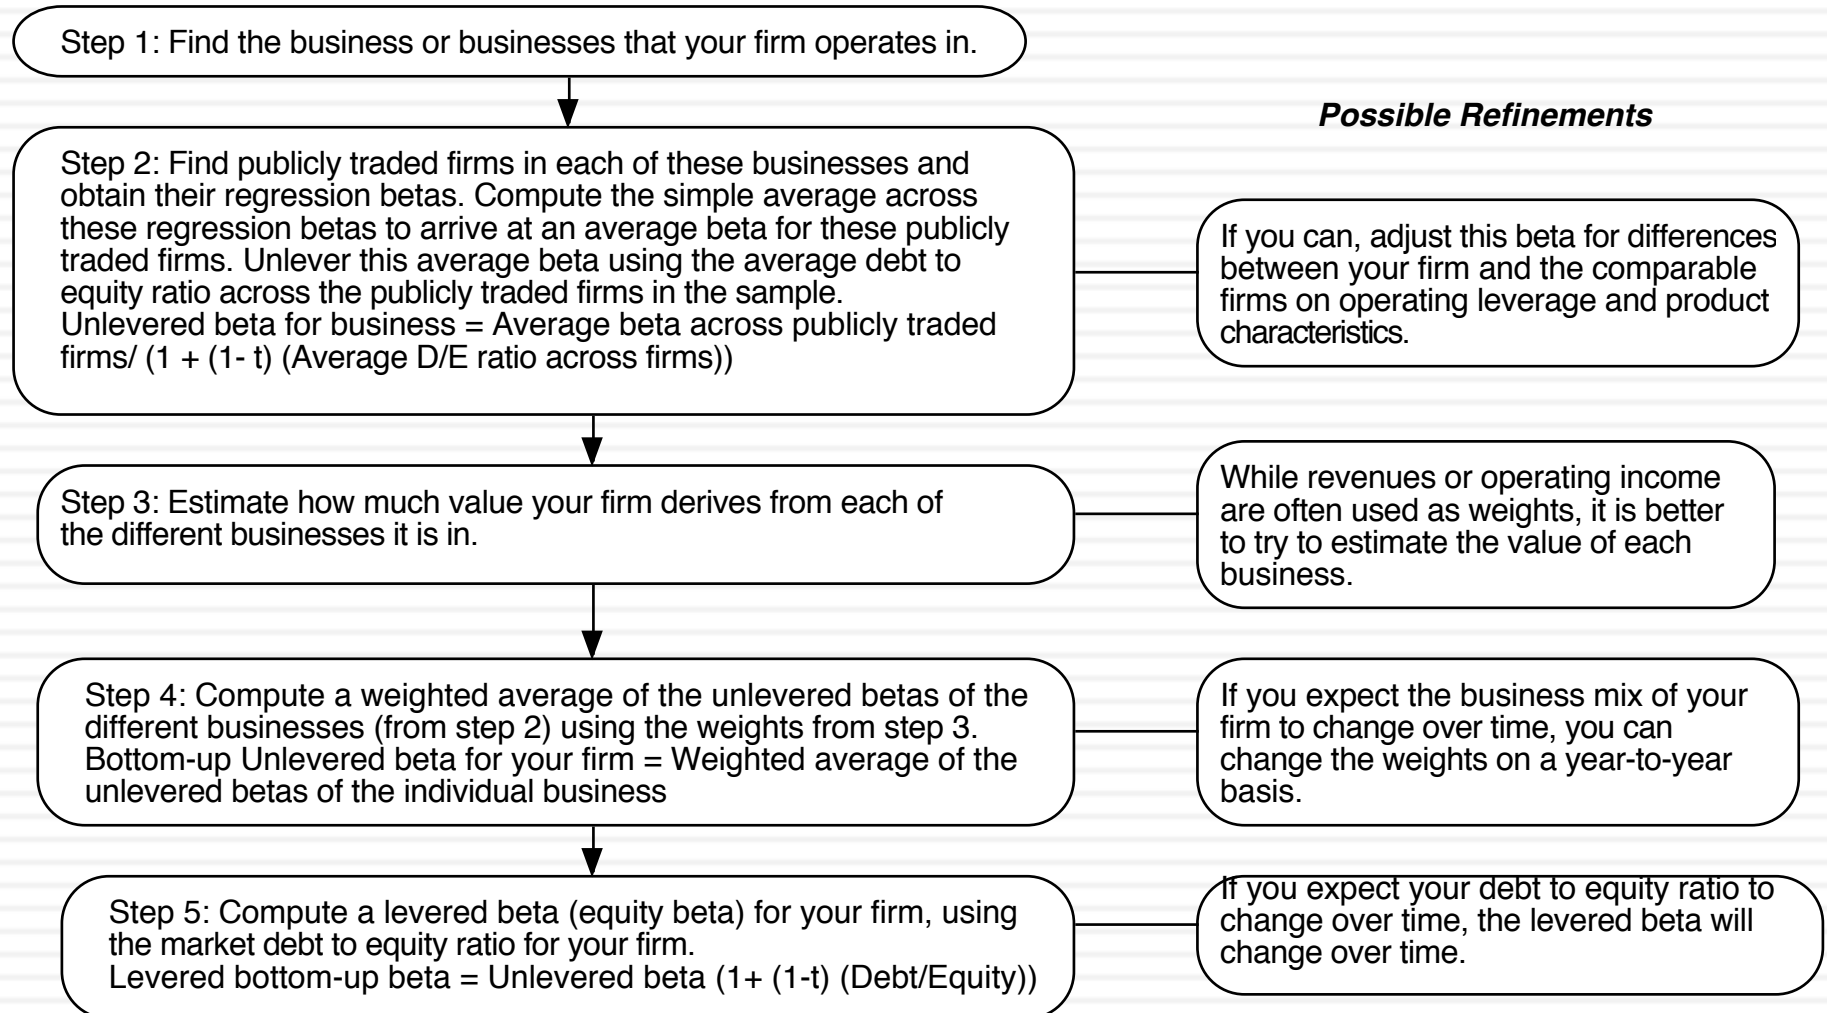 Step 1: Find the business or businesses that your firm operates in.
Possible Refinements
Step 2: Find publicly traded firms in each of these businesses and
obtain their regression betas. Compute the simple average across
these regression betas to arrive at an average beta for these publicly
traded firms. Unlever this average beta using the average debt to
equity ratio across the publicly traded firms in the sample.
Unlevered beta for business = Average beta across publicly traded
firms/ (1 + (1- t) (Average D/E ratio across firms))
If you can, adjust this beta for differences
between your firm and the comparable
firms on operating leverage and product
characteristics.
Step 3: Estimate how much value your firm derives from each of
the different businesses it is in.
While revenues or operating income
are often used as weights, it is better
to try to estimate the value of each
business.
Step 4: Compute a weighted average of the unlevered betas of the
different businesses (from step 2) using the weights from step 3.
Bottom-up Unlevered beta for your firm = Weighted average of the
unlevered betas of the individual business
If you expect the business mix of your
firm to change over time, you can
change the weights on a year-to-year
basis.
Step 5: Compute a levered beta (equity beta) for your firm, using
the market debt to equity ratio for your firm.
Levered bottom-up beta = Unlevered beta (1+ (1-t) (Debt/Equity))
If you expect your debt to equity ratio to
change over time, the levered beta will
change over time.